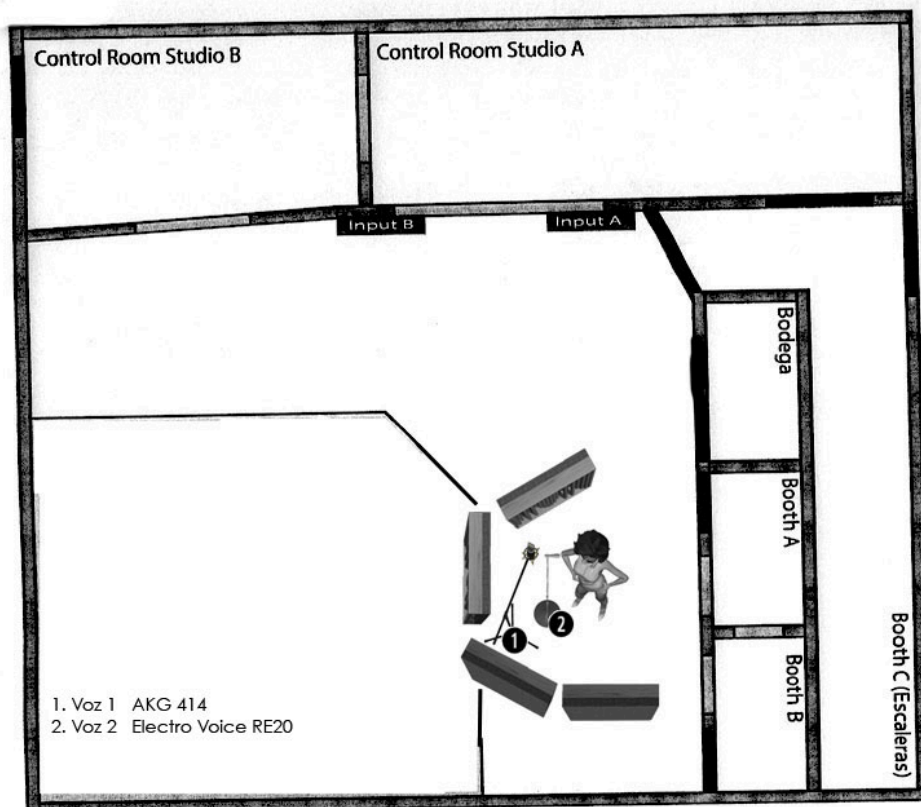 Control Room Studio B
Control Room Studio A
Input B
Input A
Bodega
Booth A
Booth B
Booth C (Escaleras)
1
2
1. Voz 1 AKG 414
2. Voz 2 Electro Voice RE20